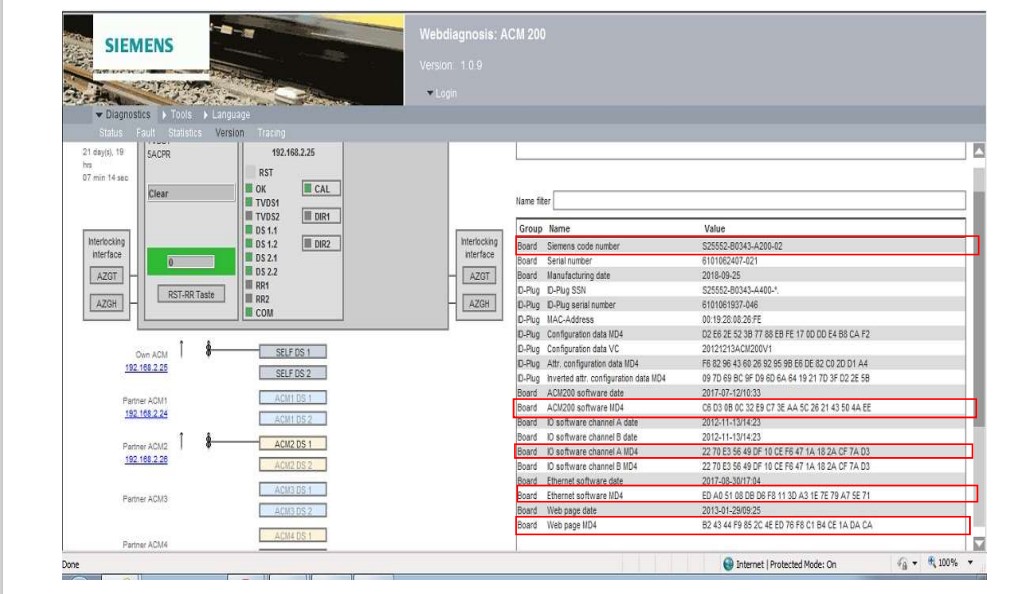 SIEMENS
Webdiagnosis: ACM 200
Version: 1.0.9
Login
Diagnostics Tools Language
Status Fault Statistics Version Tracing
21 day(s), 19
hrs
07 min 14 sec
SACPR
Clear
0
RST-RR Taste
192.168.2.25
RST
OK CAL
TVDS1
TVDS2 DIR1
DS 1.1
DS 1.2 DIR2
DS 2.1
DS 2.2
RR1
RR2
COM
Interlocking
interface
AZGT
AZGH
Interlocking
interface
AZGT
AZGH
Own ACM
192.168.2.25
SELF DS 1
SELF DS 2
Partner ACM1
192.168.2.24
ACM1 DS 1
ACM1 DS 2
Partner ACM2
192.168.2.26
ACM2 DS 1
ACM2 DS 2
Partner ACM3
ACM3 DS 1
ACM3 DS 2
Partner ACM4
ACM4 DS 1
Name filter
Group Name Value
Board Siemens code number S25552-B0343-A200-02
Board Serial number 6101062407-021
Board Manufacturing date 2018-09-25
ID-Plug ID-Plug SSN S25552-B0343-A400-*.
ID-Plug ID-Plug serial number 6101061937-046
ID-Plug MAC-Address 00:19:28:08:26:FE
ID-Plug Configuration data MD4 D2 E6 2E 52 3B 77 88 EB FE 17 0D DD E4 B8 CA F2
ID-Plug Configuration data VC 20121213ACM200V1
ID-Plug Attr. configuration data MD4 F6 82 96 43 60 26 92 95 9B E6 DE 82 C0 2D D1 A4
ID-Plug Inverted attr. configuration data MD4 09 7D 69 BC 9F D9 6D 6A 64 19 21 7D 3F D2 2E 5B
Board ACM200 software date 2017-07-12/10:33
Board ACM200 software MD4 C6 D3 0B 0C 32 E9 C7 3E AA 5C 26 21 43 50 4A EE
Board IO software channel A date 2012-11-13/14:23
Board IO software channel B date 2012-11-13/14:23
Board IO software channel A MD4 22 70 E3 56 49 DF 10 CE F6 47 1A 18 2A CF 7A D3
Board IO software channel B MD4 22 70 E3 56 49 DF 10 CE F6 47 1A 18 2A CF 7A D3
Board Ethernet software date 2017-08-30/17:04
Board Ethernet software MD4 ED A0 51 08 DB D6 F8 11 3D A3 1E 7E 79 A7 5E 71
Board Web page date 2013-01-29/09:25
Board Web page MD4 B2 43 44 F9 85 2C 4E ED 76 F8 C1 B4 CE 1A DA CA
Done
Internet | Protected Mode: On
100%